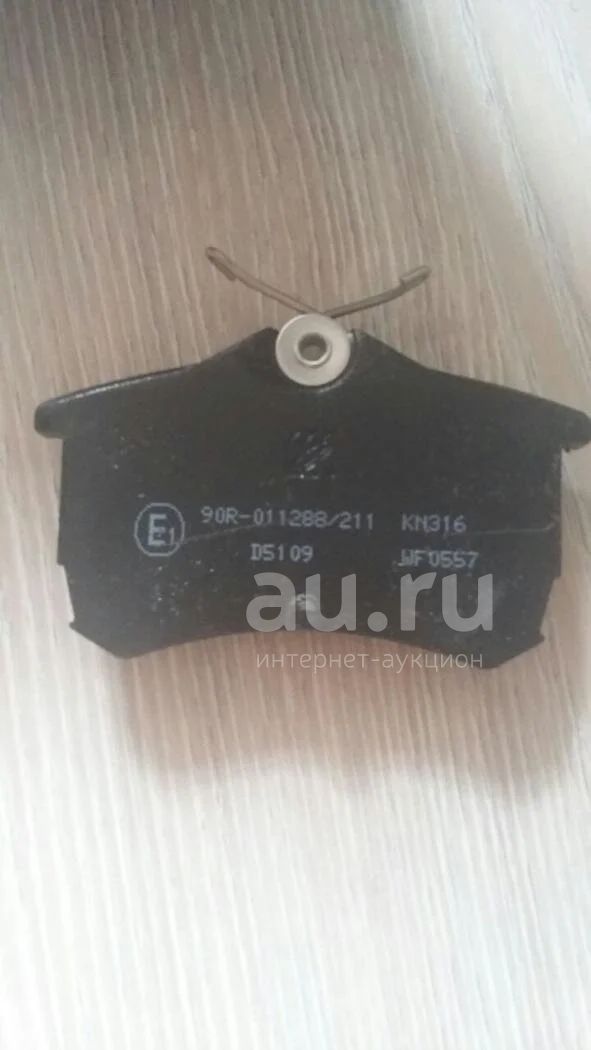 90R-011288/211 KN316
E1 D5109 WF0557
au.ru
интернет-аукцион